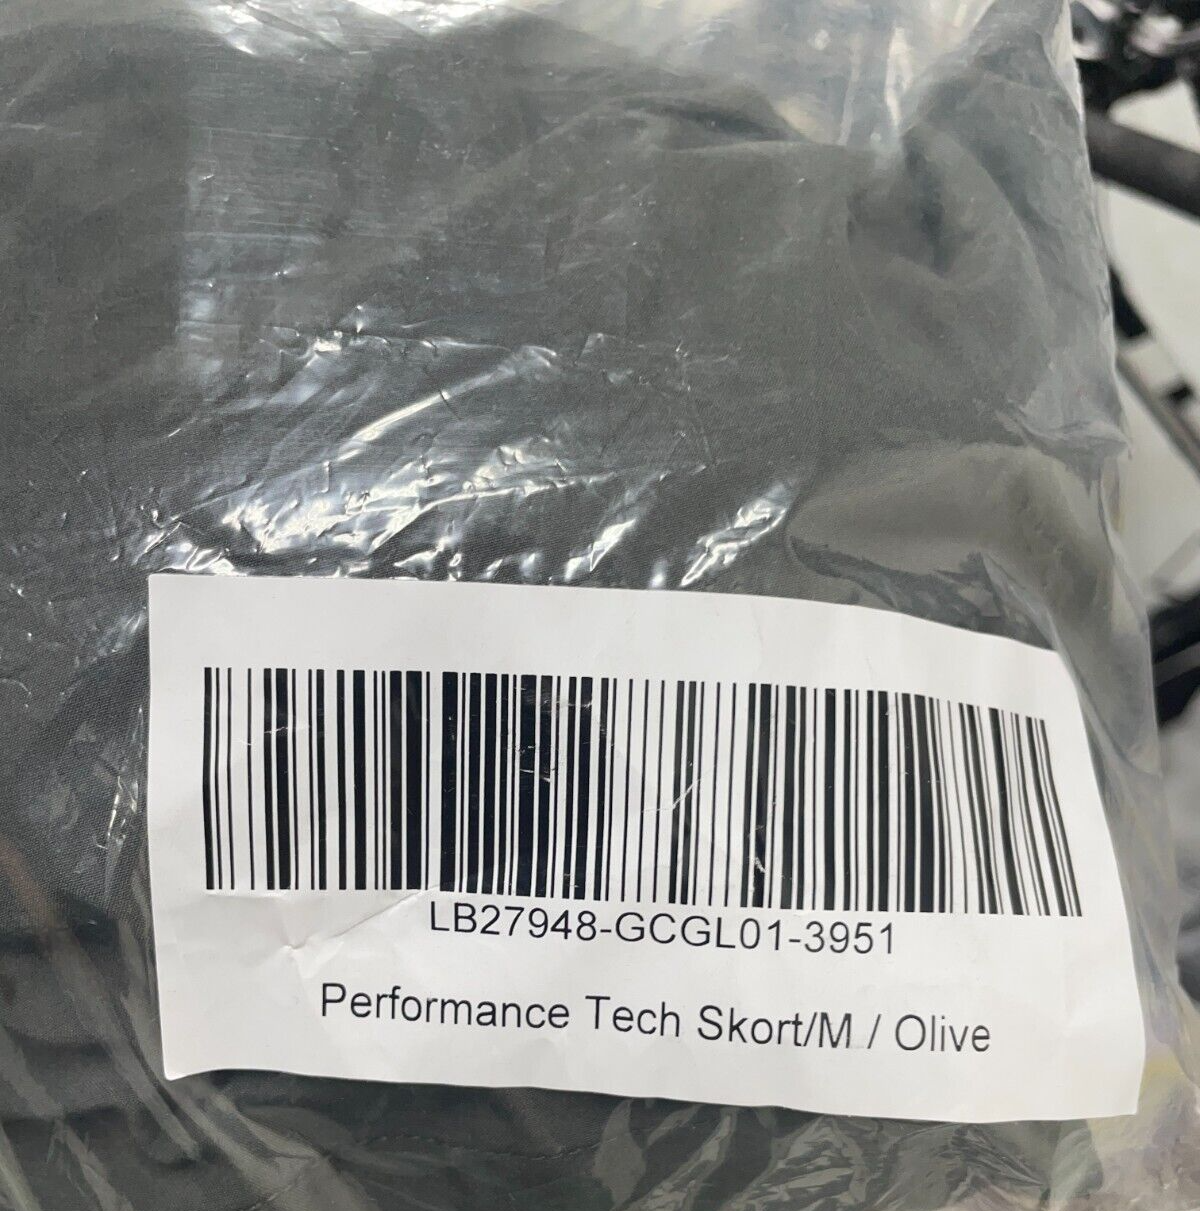 LB27948-GCGL01-3951
Performance Tech Skort/M / Olive